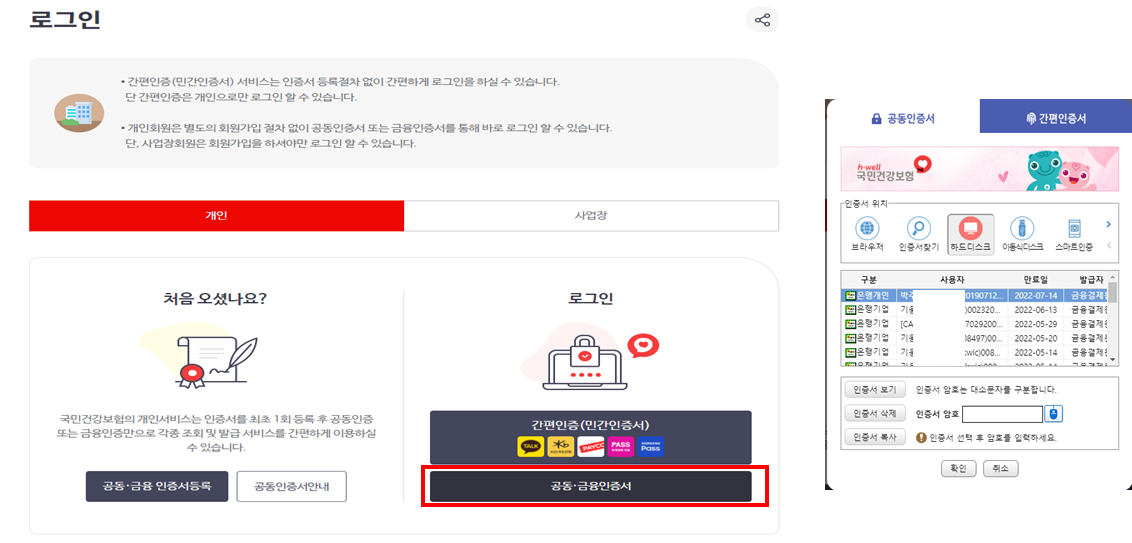 로그인
• 간편인증(민간인증서) 서비스는 인증서 등록절차 없이 간편하게 로그인을 하실 수 있습니다.
단 간편인증은 개인으로만 로그인 할 수 있습니다.
• 개인회원은 별도의 회원가입 절차 없이 공동인증서 또는 금융인증서를 통해 바로 로그인 할 수 있습니다.
단, 사업장회원은 회원가입을 하셔야만 로그인 할 수 있습니다.
개인
사업장
처음 오셨나요?
국민건강보험의 개인서비스는 인증서를 최초 1회 등록 후 공동인증
또는 금융인증만으로 각종 조회 및 발급 서비스를 간편하게 이용하실
수 있습니다.
공동·금융 인증서등록
공동인증서안내
로그인
간편인증(민간인증서)
TALK
PAYCO
PASS
Pass
공동·금융인증서
공동인증서
간편인증서
h-well
국민건강보험
인증서 위치
브라우저 인증서찾기 하드디스크 이동식디스크 스마트인증
구분 사용자 만료일 발급자
은행개인 박 0190712... 2022-07-14 금융결제
은행기업 기 )002320... 2022-06-13 금융결제
은행기업 [CA 7029200... 2022-05-29 금융결제
은행기업 기 8497)00... 2022-05-20 금융결제
은행기업 기 wic)008... 2022-05-14 금융결제
인증서 보기
인증서 암호는 대소문자를 구분합니다.
인증서 삭제
인증서 암호
인증서 복사
인증서 선택 후 암호를 입력하세요.
확인
취소